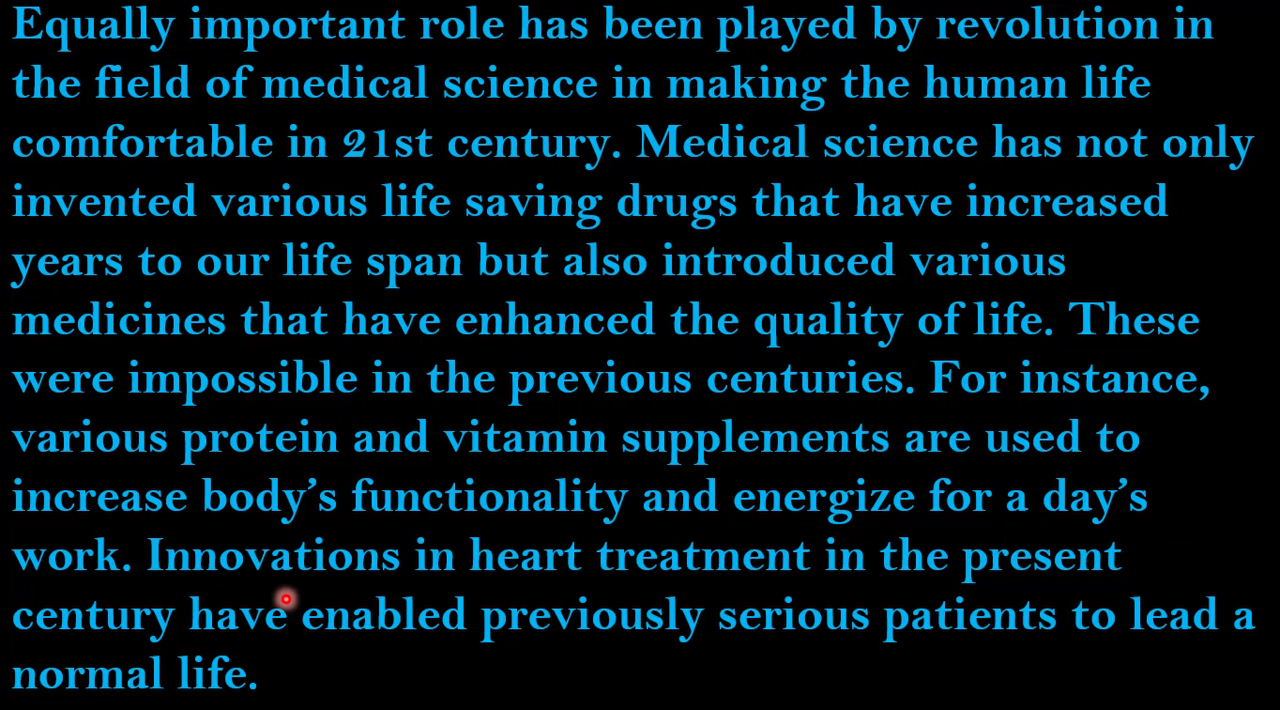 Equally important role has been played by revolution in
the field of medical science in making the human life
comfortable in 21st century. Medical science has not only
invented various life saving drugs that have increased
years to our life span but also introduced various
medicines that have enhanced the quality of life. These
were impossible in the previous centuries. For instance,
various protein and vitamin supplements are used to
increase body’s functionality and energize for a day’s
work. Innovations in heart treatment in the present
century have enabled previously serious patients to lead a
normal life.